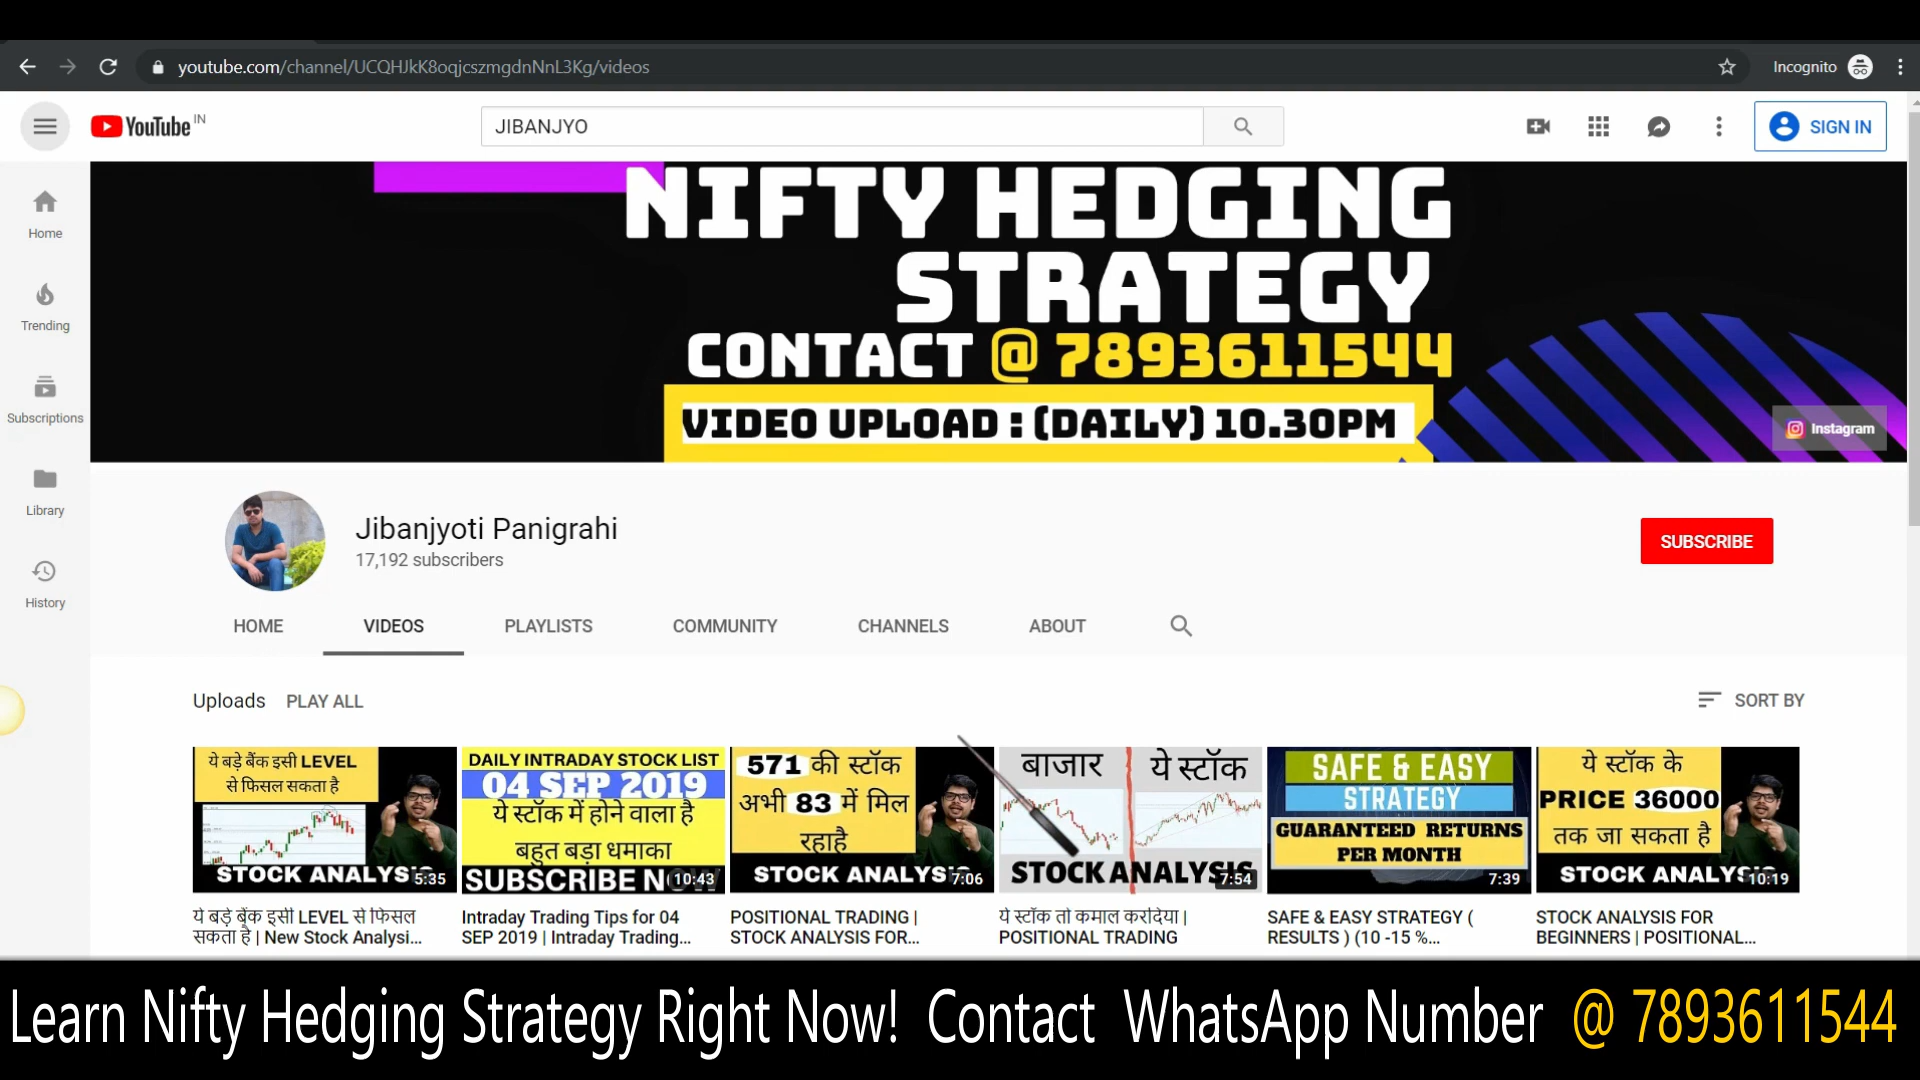 youtube.com/channel/UCQHJkK8oqjcszmgdnNnL3Kg/videos
Incognito
YouTube IN
JIBANJYO
SIGN IN
Home
Trending
Subscriptions
Library
History
NIFTY HEDGING
STRATEGY
CONTACT @ 7893611544
VIDEO UPLOAD : (DAILY) 10.30PM
Instagram
Jibanjyoti Panigrahi
17,192 subscribers
SUBSCRIBE
HOME VIDEOS PLAYLISTS COMMUNITY CHANNELS ABOUT
Uploads PLAY ALL
SORT BY
ये बड़े बैंक इसी LEVEL
से फिसल सकता है
STOCK ANALYSIS
5:35
ये बड़े बैंक इसी LEVEL से फिसल
सकता है | New Stock Analysi...
DAILY INTRADAY STOCK LIST
04 SEP 2019
ये स्टॉक में होने वाला है
बहुत बड़ा धमाका
SUBSCRIBE NOW
10:43
Intraday Trading Tips for 04
SEP 2019 | Intraday Trading...
571 की स्टॉक
अभी 83 में मिल
रहाहै
STOCK ANALYSIS
7:06
POSITIONAL TRADING |
STOCK ANALYSIS FOR...
बाजार
ये स्टॉक
STOCK ANALYSIS
7:54
ये स्टॉक तो कमाल करदिया |
POSITIONAL TRADING
SAFE & EASY
STRATEGY
GUARANTEED RETURNS
PER MONTH
7:39
SAFE & EASY STRATEGY (
RESULTS ) (10 -15 %...
ये स्टॉक के
PRICE 36000
तक जा सकता है
STOCK ANALYSIS
10:19
STOCK ANALYSIS FOR
BEGINNERS | POSITIONAL...
Learn Nifty Hedging Strategy Right Now! Contact WhatsApp Number @ 7893611544